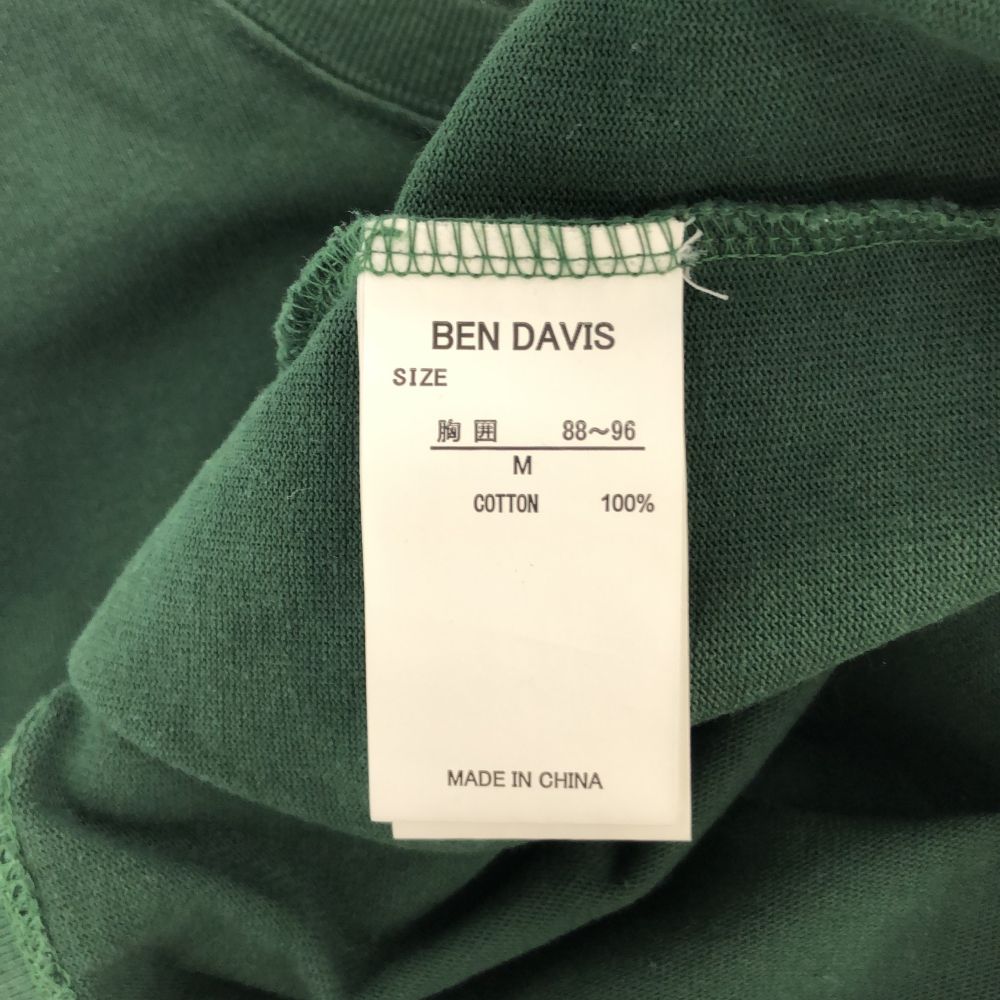 BEN DAVIS
SIZE
胸囲 88〜96
M
COTTON 100%
MADE IN CHINA